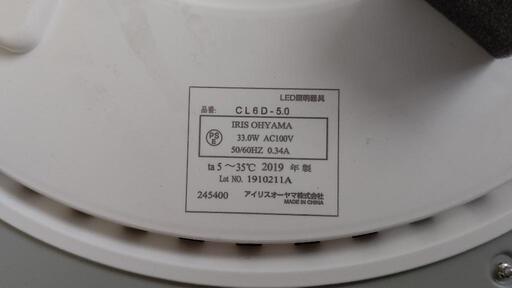 LED照明器具
品番: CL6D-5.0
PS
E
IRIS OHYAMA
33.0W AC100V
50/60HZ 0.34A
ta 5 ～35℃ 2019 年製
Lot NO. 1910211A
245400 アイリスオーヤマ株式会社
MADE IN CHINA